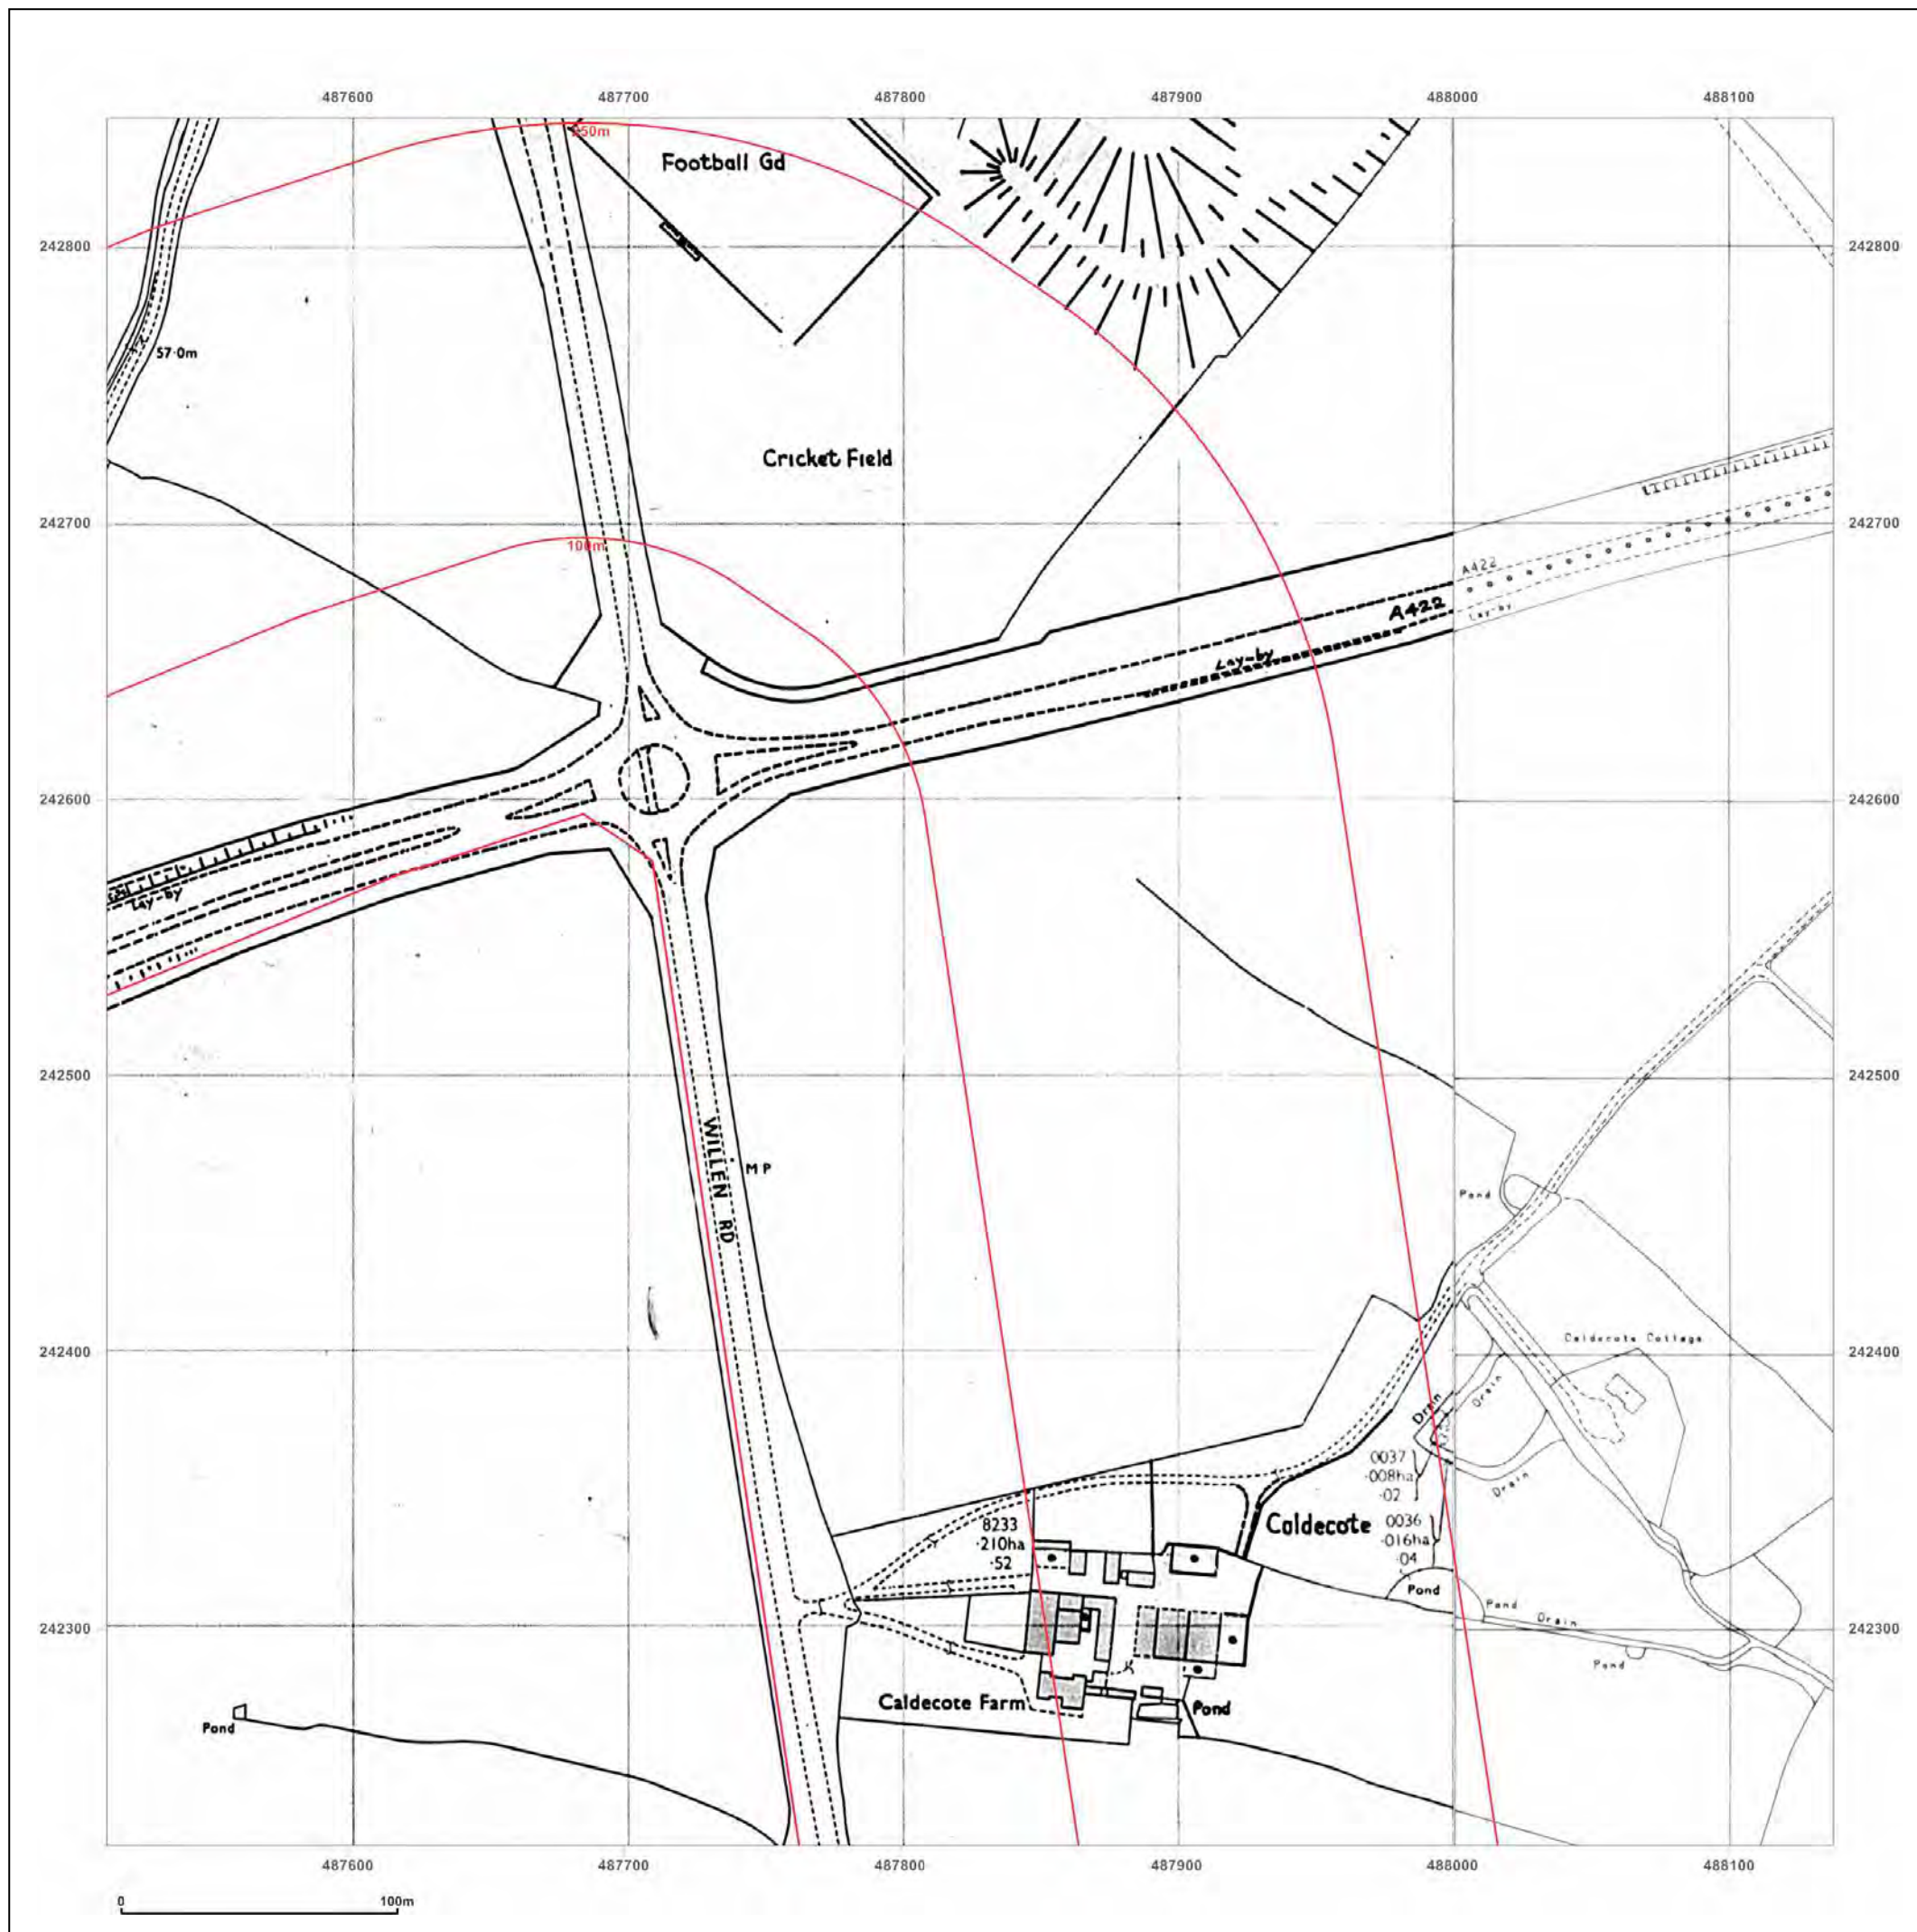 487600 487700 487800 487900 488000 488100
250m
Football Gd
242800 242800
57·0m
Cricket Field
242700 242700
100m
A422
A422
Lay-by
Lay-by
242600 242600
Lay-by
242500 242500
WILLEN RD
M P
Pond
Caldecote Cottage
242400 242400
Drain
Drain
0037
·008ha
·02
Drain
8233
·210ha
·52
Caldecote
0036
·016ha
·04
Pond
Pond
Drain
242300 242300
Pond
Caldecote Farm
Pond
Pond
487600 487700 487800 487900 488000 488100
0 100m